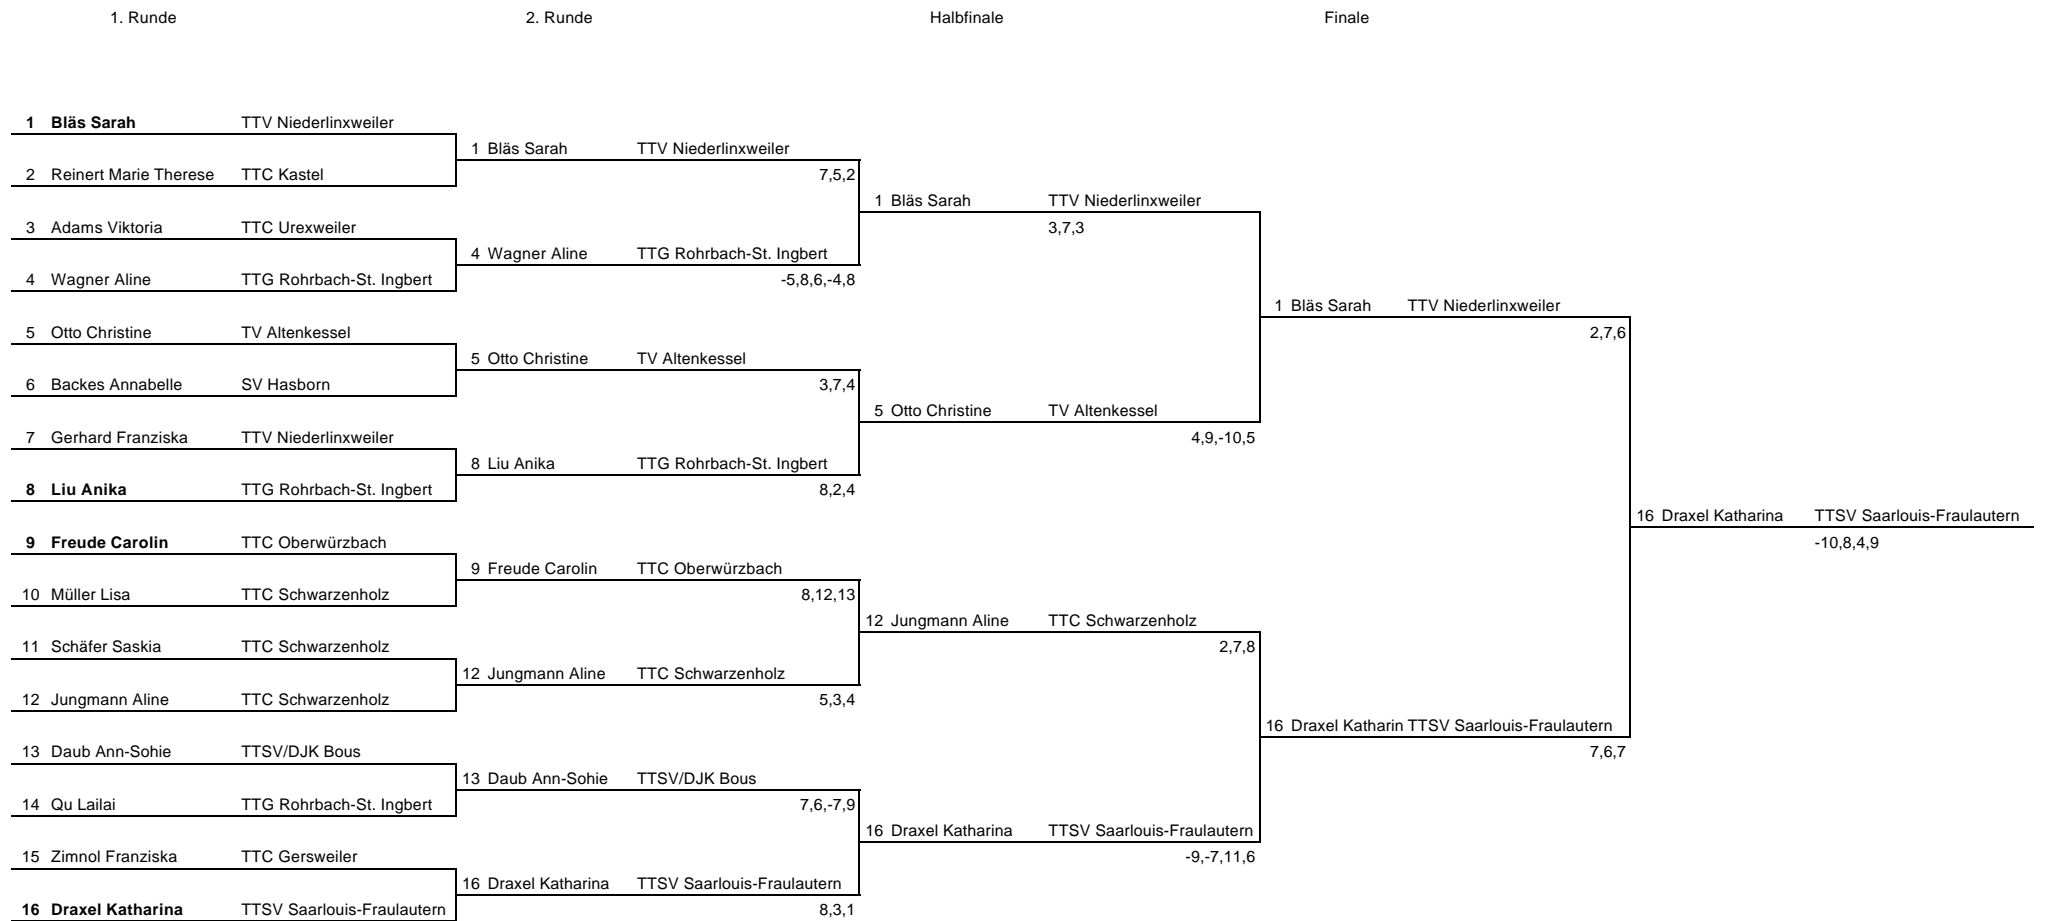 1. Runde 2. Runde Halbfinale Finale
1 Bläs Sarah TTV Niederlinxweiler
1 Bläs Sarah TTV Niederlinxweiler
2 Reinert Marie Therese TTC Kastel 7,5,2
1 Bläs Sarah TTV Niederlinxweiler
3 Adams Viktoria TTC Urexweiler 3,7,3
4 Wagner Aline TTG Rohrbach-St. Ingbert
4 Wagner Aline TTG Rohrbach-St. Ingbert -5,8,6,-4,8
1 Bläs Sarah TTV Niederlinxweiler
5 Otto Christine TV Altenkessel 2,7,6
5 Otto Christine TV Altenkessel
6 Backes Annabelle SV Hasborn 3,7,4
5 Otto Christine TV Altenkessel
7 Gerhard Franziska TTV Niederlinxweiler 4,9,-10,5
8 Liu Anika TTG Rohrbach-St. Ingbert
8 Liu Anika TTG Rohrbach-St. Ingbert 8,2,4
16 Draxel Katharina TTSV Saarlouis-Fraulautern
9 Freude Carolin TTC Oberwürzbach -10,8,4,9
9 Freude Carolin TTC Oberwürzbach
10 Müller Lisa TTC Schwarzenholz 8,12,13
12 Jungmann Aline TTC Schwarzenholz
11 Schäfer Saskia TTC Schwarzenholz 2,7,8
12 Jungmann Aline TTC Schwarzenholz
12 Jungmann Aline TTC Schwarzenholz 5,3,4
16 Draxel Katharin TTSV Saarlouis-Fraulautern
13 Daub Ann-Sohie TTSV/DJK Bous 7,6,7
13 Daub Ann-Sohie TTSV/DJK Bous
14 Qu Lailai TTG Rohrbach-St. Ingbert 7,6,-7,9
16 Draxel Katharina TTSV Saarlouis-Fraulautern
15 Zimnol Franziska TTC Gersweiler -9,-7,11,6
16 Draxel Katharina TTSV Saarlouis-Fraulautern
16 Draxel Katharina TTSV Saarlouis-Fraulautern 8,3,1